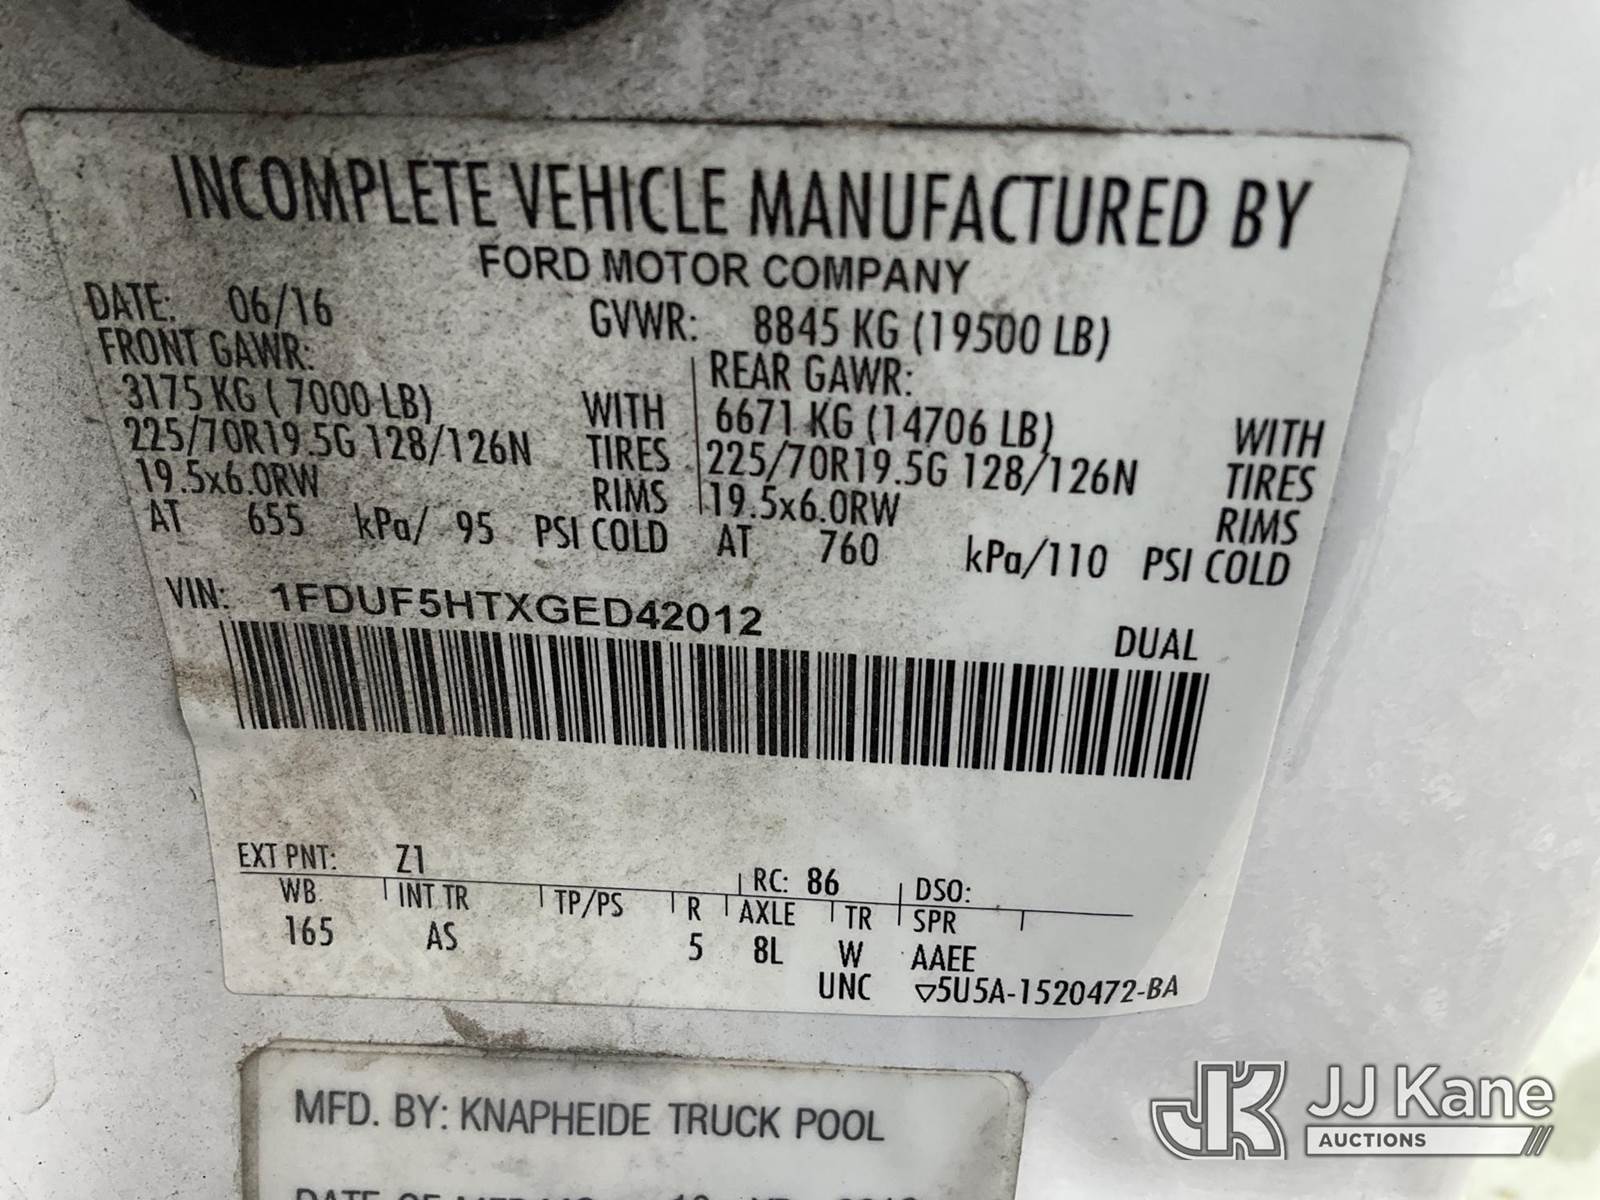 INCOMPLETE VEHICLE MANUFACTURED BY
FORD MOTOR COMPANY
DATE: 06/16 GVWR: 8845 KG (19500 LB)
FRONT GAWR: REAR GAWR:
3175 KG ( 7000 LB) WITH 6671 KG (14706 LB) WITH
225/70R19.5G 128/126N TIRES 225/70R19.5G 128/126N TIRES
19.5x6.0RW RIMS 19.5x6.0RW RIMS
AT 655 kPa/ 95 PSI COLD AT 760 kPa/110 PSI COLD
VIN: 1FDUF5HTXGED42012
DUAL
EXT PNT: Z1 RC: 86 DSO:
WB INT TR TP/PS R AXLE TR SPR
165 AS 5 8L W AAEE
UNC ▽5U5A-1520472-BA
MFD. BY: KNAPHEIDE TRUCK POOL
DATE OF
JK JJ Kane
AUCTIONS